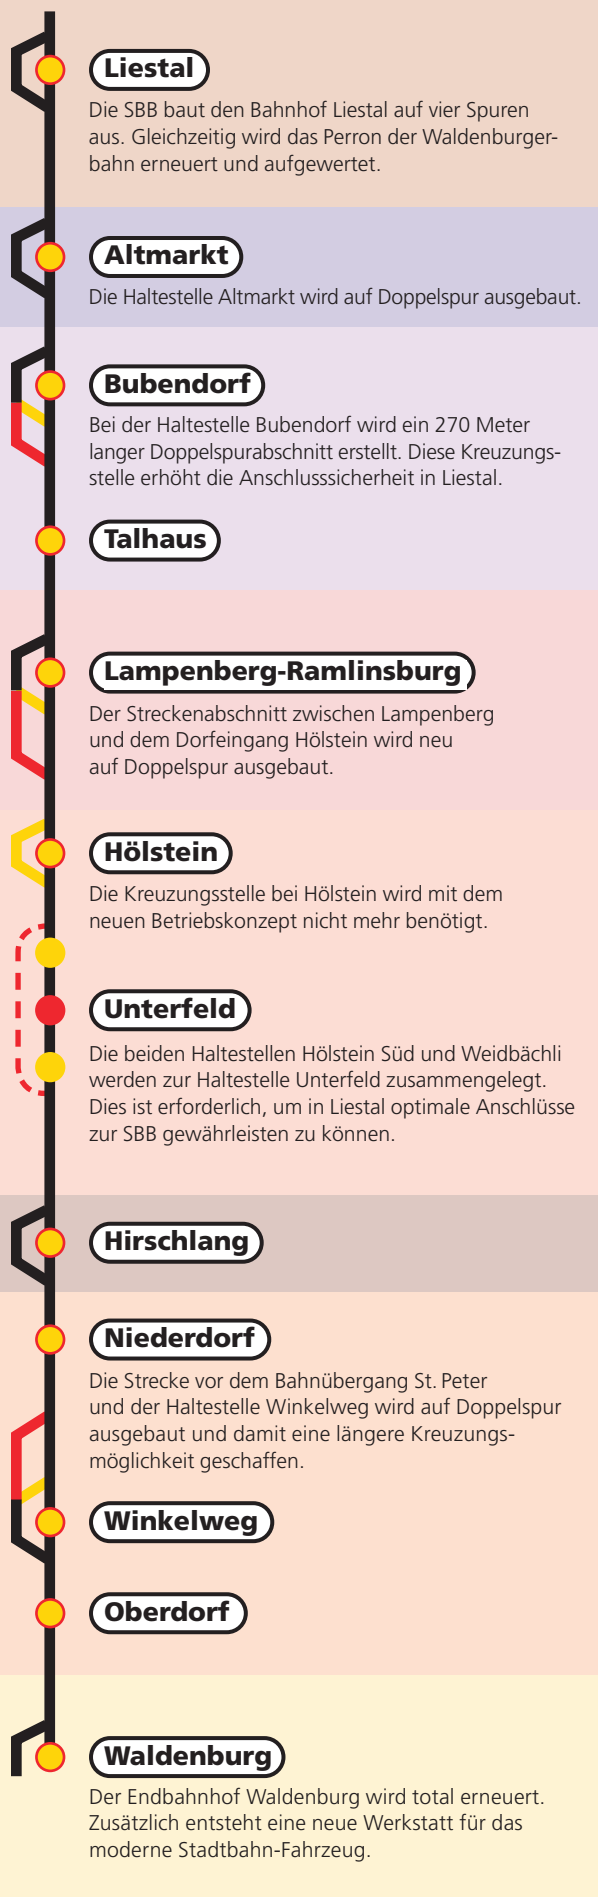 Liestal
Die SBB baut den Bahnhof Liestal auf vier Spuren
aus. Gleichzeitig wird das Perron der Waldenburger-
bahn erneuert und aufgewertet.
Altmarkt
Die Haltestelle Altmarkt wird auf Doppelspur ausgebaut.
Bubendorf
Bei der Haltestelle Bubendorf wird ein 270 Meter
langer Doppelspurabschnitt erstellt. Diese Kreuzungs-
stelle erhöht die Anschlusssicherheit in Liestal.
Talhaus
Lampenberg-Ramlinsburg
Der Streckenabschnitt zwischen Lampenberg
und dem Dorfeingang Hölstein wird neu
auf Doppelspur ausgebaut.
Hölstein
Die Kreuzungsstelle bei Hölstein wird mit dem
neuen Betriebskonzept nicht mehr benötigt.
Unterfeld
Die beiden Haltestellen Hölstein Süd und Weidbächli
werden zur Haltestelle Unterfeld zusammengelegt.
Dies ist erforderlich, um in Liestal optimale Anschlüsse
zur SBB gewährleisten zu können.
Hirschlang
Niederdorf
Die Strecke vor dem Bahnübergang St. Peter
und der Haltestelle Winkelweg wird auf Doppelspur
ausgebaut und damit eine längere Kreuzungs-
möglichkeit geschaffen.
Winkelweg
Oberdorf
Waldenburg
Der Endbahnhof Waldenburg wird total erneuert.
Zusätzlich entsteht eine neue Werkstatt für das
moderne Stadtbahn-Fahrzeug.